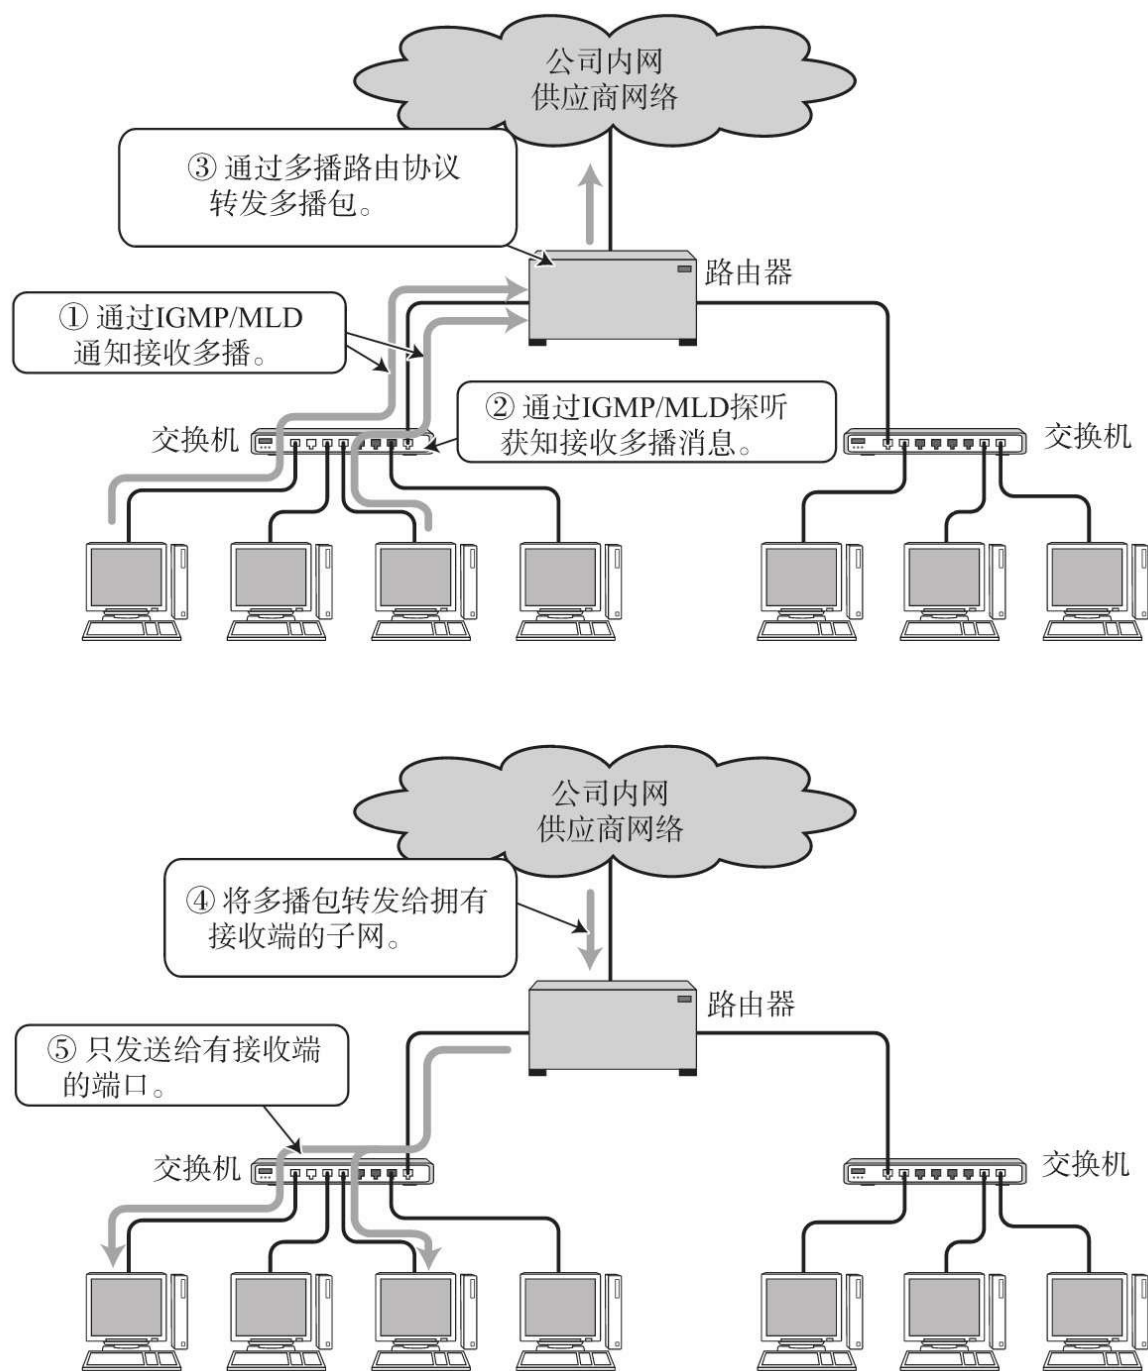 公司内网
供应商网络
③ 通过多播路由协议
转发多播包。
路由器
① 通过IGMP/MLD
通知接收多播。
② 通过IGMP/MLD探听
获知接收多播消息。
交换机
交换机
公司内网
供应商网络
④ 将多播包转发给拥有
接收端的子网。
路由器
⑤ 只发送给有接收端
的端口。
交换机
交换机